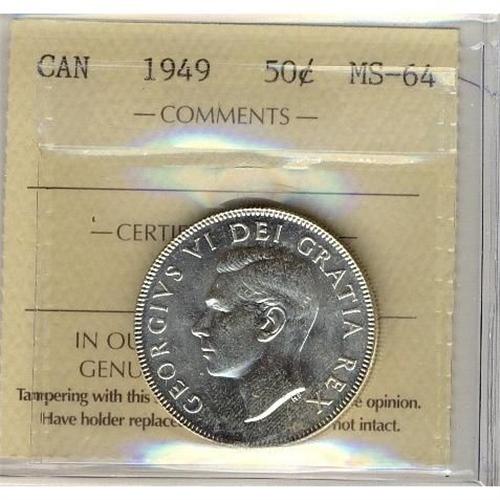 CAN 1949 50¢ MS-64
— COMMENTS —
— CERTI
GEORGIVS VI DEI GRATIA REX
IN OU
GENU
Tampering with this e opinion.
Have holder replace not intact.